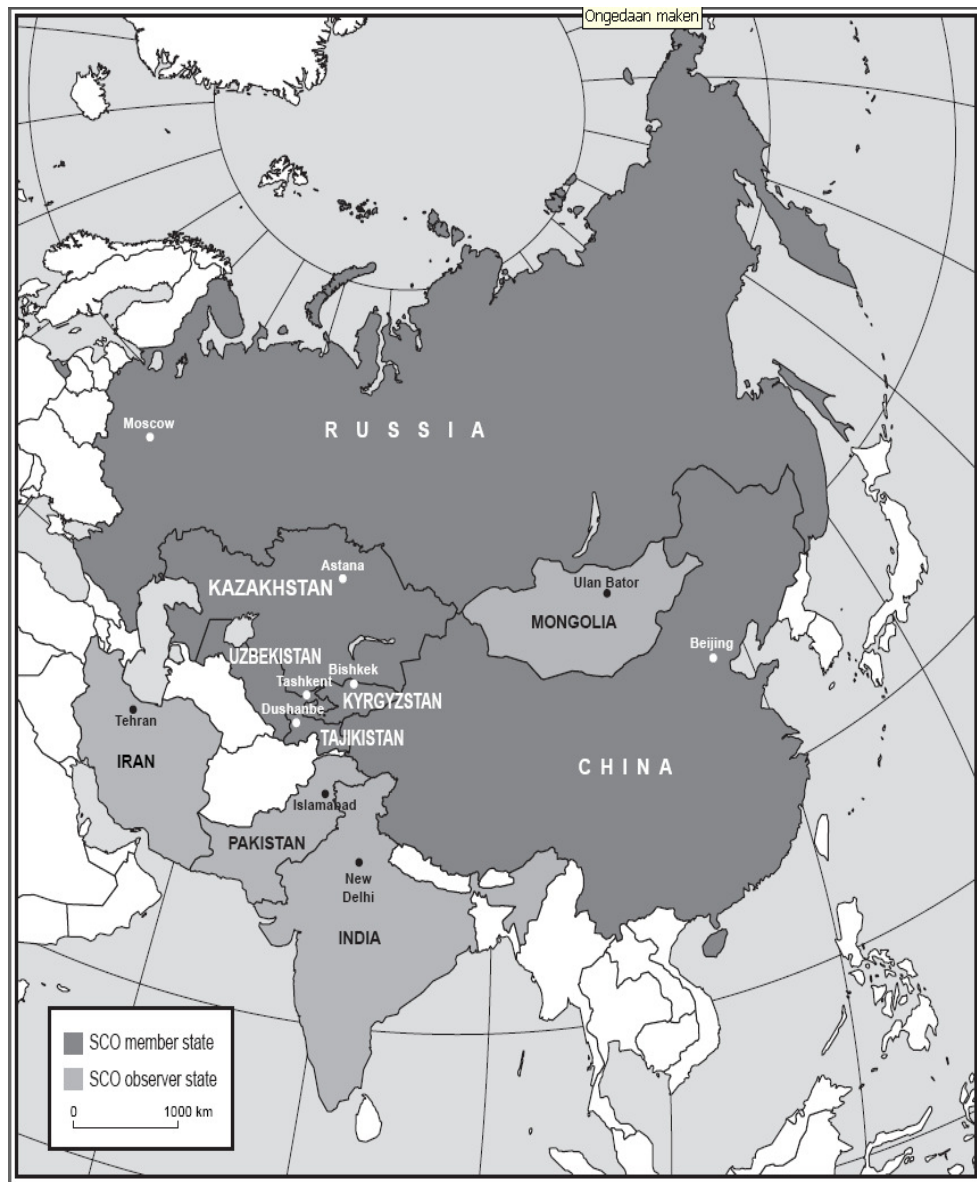 Ongedaan maken
Moscow
R U S S I A
Astana
KAZAKHSTAN
Ulan Bator
MONGOLIA
Beijing
UZBEKISTAN
Bishkek
Tashkent
KYRGYZSTAN
Dushanbe
TAJIKISTAN
Tehran
IRAN
C H I N A
Islamabad
PAKISTAN
New
Delhi
INDIA
SCO member state
SCO observer state
0 1000 km